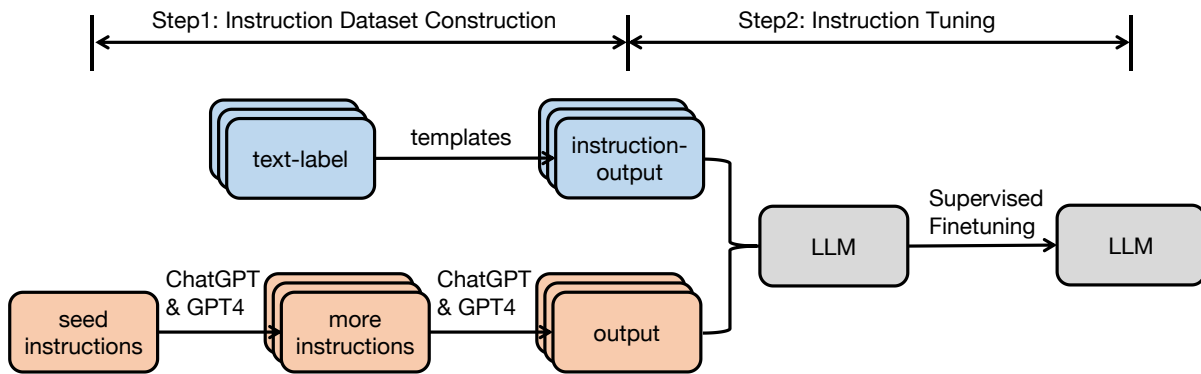 Step1: Instruction Dataset Construction
Step2: Instruction Tuning
text-label
templates
instruction-
output
seed
instructions
ChatGPT
& GPT4
more
instructions
ChatGPT
& GPT4
output
LLM
Supervised
Finetuning
LLM